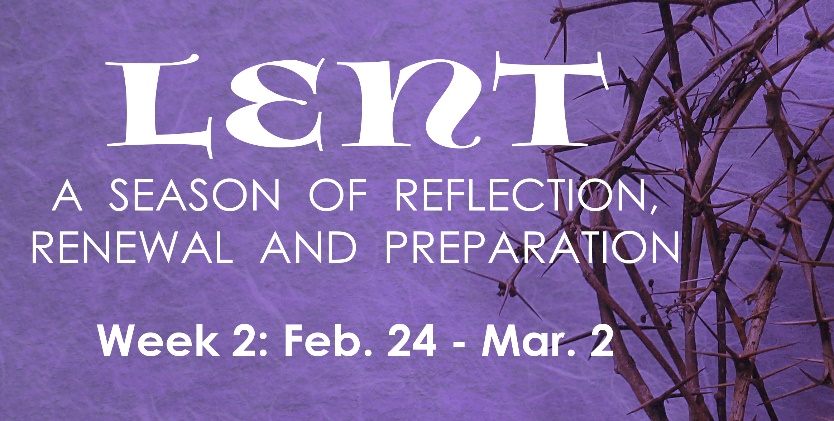 LENT
A SEASON OF REFLECTION,
RENEWAL AND PREPARATION
Week 2: Feb. 24 - Mar. 2